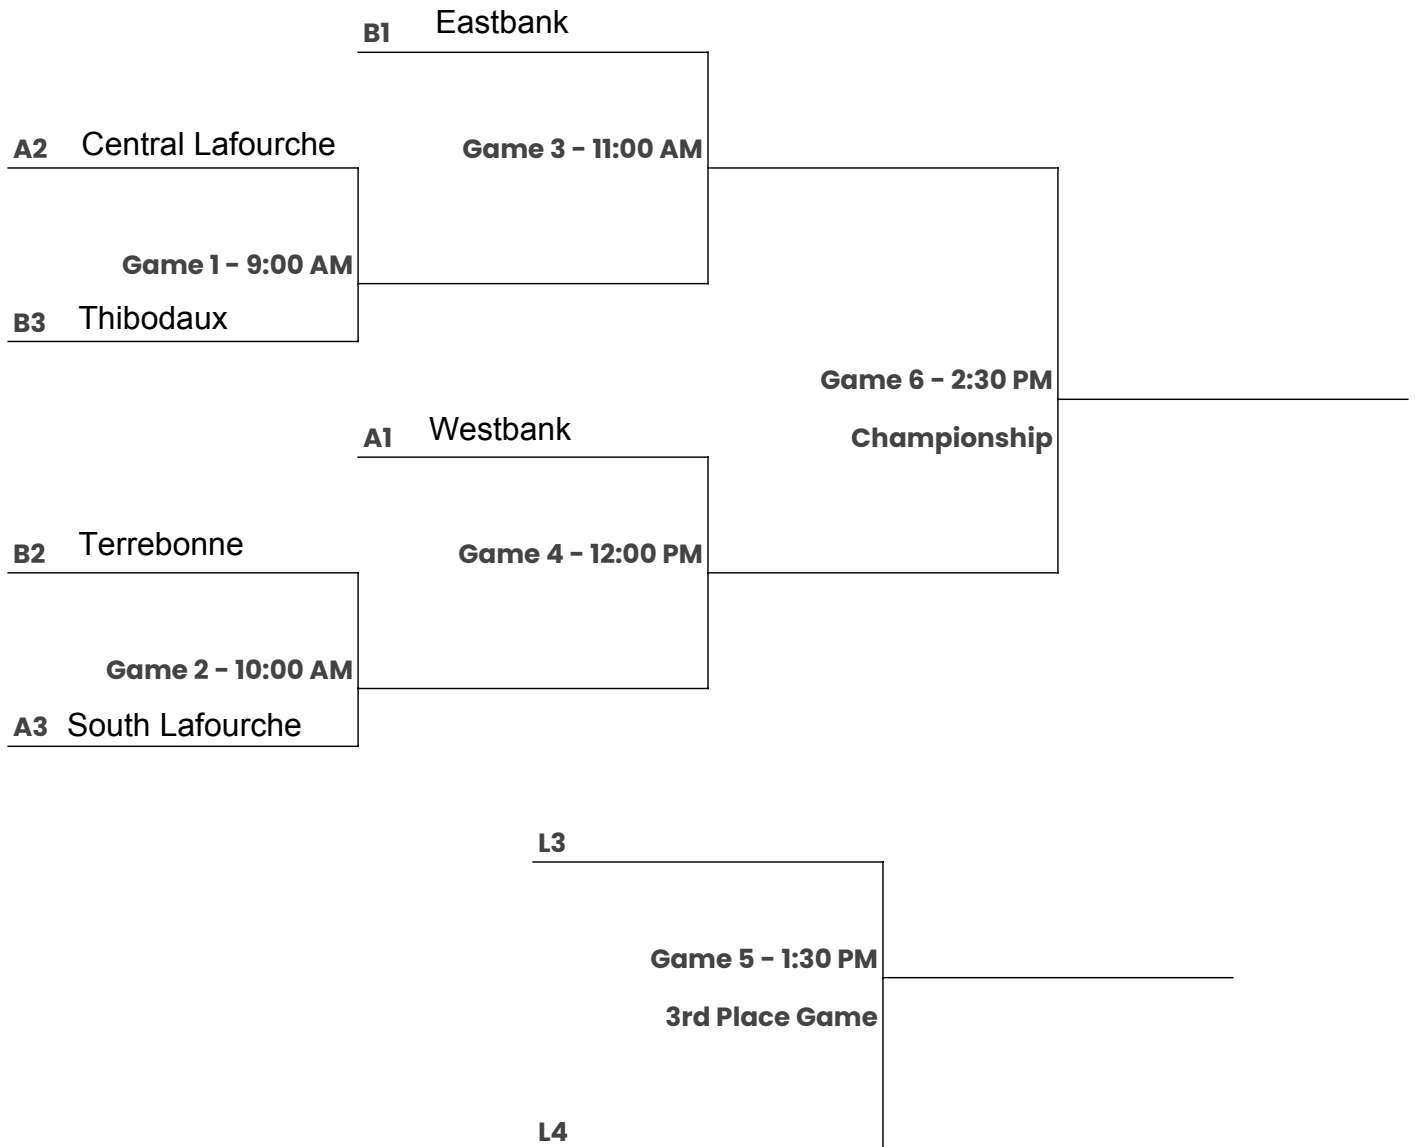 B1 Eastbank
A2 Central Lafourche
Game 3 - 11:00 AM
Game 1 - 9:00 AM
B3 Thibodaux
Game 6 - 2:30 PM
Championship
A1 Westbank
B2 Terrebonne
Game 4 - 12:00 PM
Game 2 - 10:00 AM
A3 South Lafourche
L3
Game 5 - 1:30 PM
3rd Place Game
L4